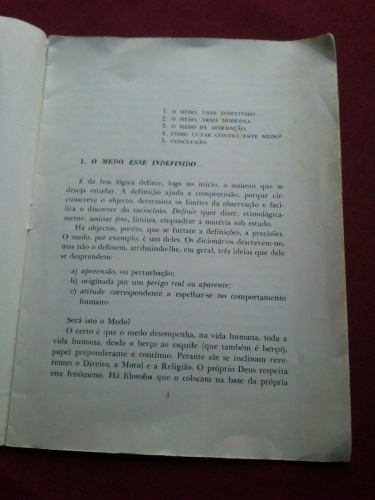 1. O MEDO, ESSE INDEFINIDO...
2. O MEDO, ARMA MODERNA.
3. O MEDO DA AFIRMAÇÃO.
4. COMO LUTAR CONTRA ESTE MEDO?
5. CONCLUSÃO.
1. O MEDO ESSE INDEFINIDO...
É da boa lógica definir, logo no início, o assunto que se
deseja estudar. A definição ajuda a compreensão, porque cir-
conscreve o objecto, determina os limites da observação e faci-
lita o discorrer do raciocínio. Definir quer dizer, etimològica-
mente, assinar fins, limites, enquadrar a matéria sob estudo.
Há objectos, porém, que se furtam a definições, a precisões.
O medo, por exemplo, é um deles. Os dicionários descrevem-no,
mas não o definem, atribuindo-lhe, em geral, três ideias que dele
se desprendem:
a) apreensão, ou perturbação;
b) originada por um perigo real ou aparente;
c) atitude correspondente a espelhar-se no comportamento
humano.
Será isto o Medo?
O certo é que o medo desempenha, na vida humana, toda a
vida humana, desde o berço ao esquife (que também é berço),
papel preponderante e contínuo. Perante ele se inclinam reve-
rentes o Direito, a Moral e a Religião. O próprio Deus respeita
este fenómeno. Há filósofos que o colocam na base da própria
3